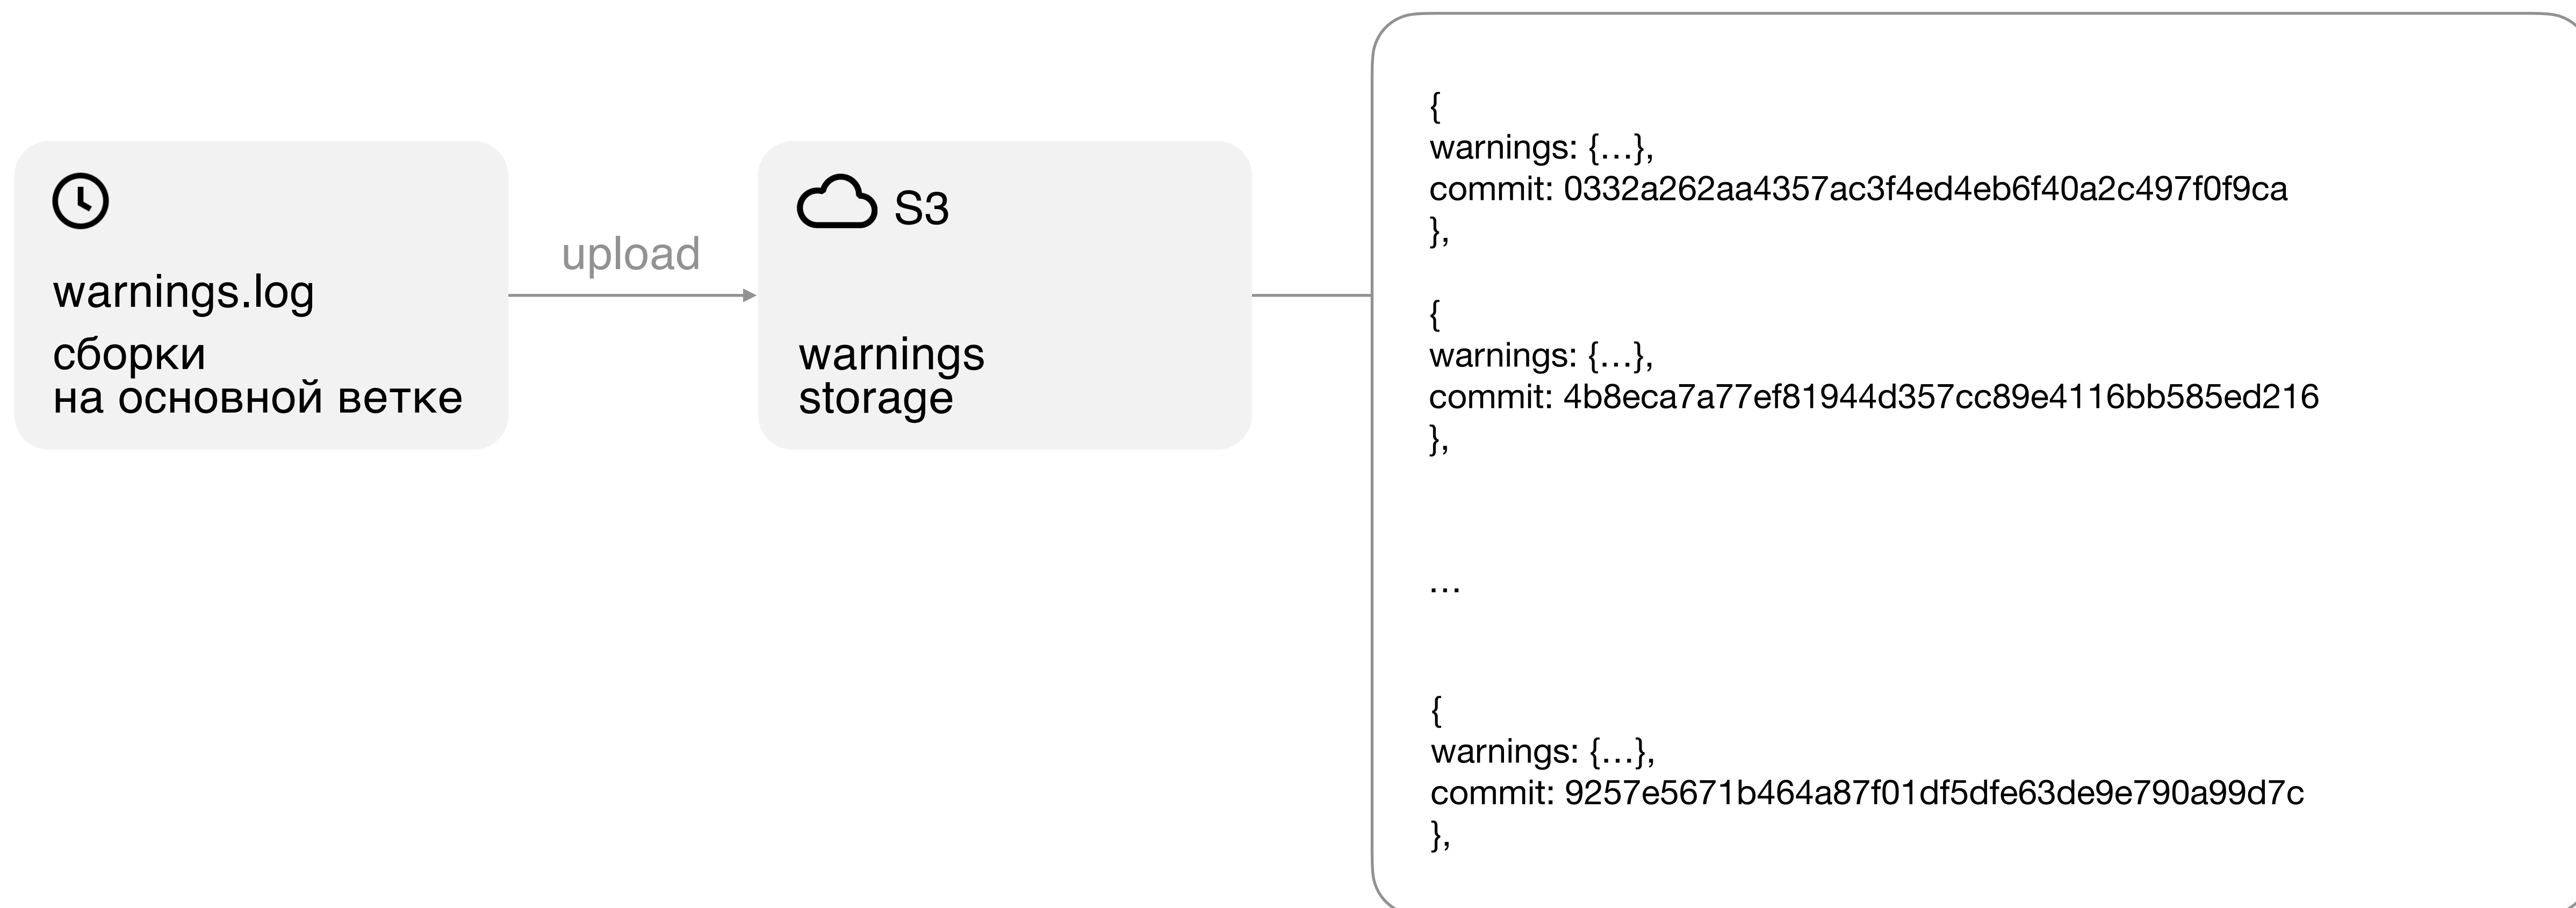 warnings.log
сборки
на основной ветке
upload
S3
warnings
storage
{
warnings: {…},
commit: 0332a262aa4357ac3f4ed4eb6f40a2c497f0f9ca
},
{
warnings: {…},
commit: 4b8eca7a77ef81944d357cc89e4116bb585ed216
},
…
{
warnings: {…},
commit: 9257e5671b464a87f01df5dfe63de9e790a99d7c
},